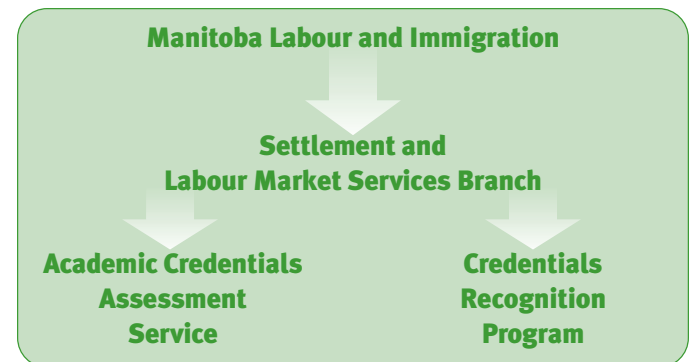 Manitoba Labour and Immigration
Settlement and
Labour Market Services Branch
Academic Credentials
Assessment
Service
Credentials
Recognition
Program